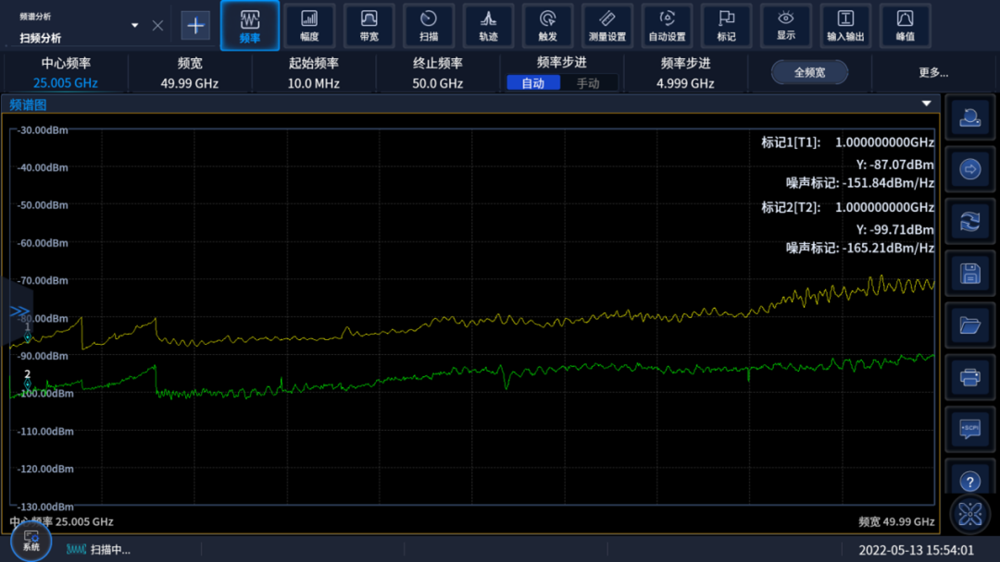 频谱分析
扫频分析
频率
幅度
带宽
扫描
轨迹
触发
测量设置
自动设置
标记
显示
输入输出
峰值
中心频率
25.005 GHz
频宽
49.99 GHz
起始频率
10.0 MHz
终止频率
50.0 GHz
频率步进
自动 手动
频率步进
4.999 GHz
全频宽
更多...
频谱图
-30.00dBm
标记1[T1]: 1.000000000GHz
Y: -87.07dBm
噪声标记: -151.84dBm/Hz
标记2[T2]: 1.000000000GHz
Y: -99.71dBm
噪声标记: -165.21dBm/Hz
-40.00dBm
-50.00dBm
-60.00dBm
-70.00dBm
-80.00dBm
1
-90.00dBm
2
-100.00dBm
-110.00dBm
-120.00dBm
-130.00dBm
中心频率 25.005 GHz
频宽 49.99 GHz
+SCPI
?
系统
扫描中...
2022-05-13 15:54:01